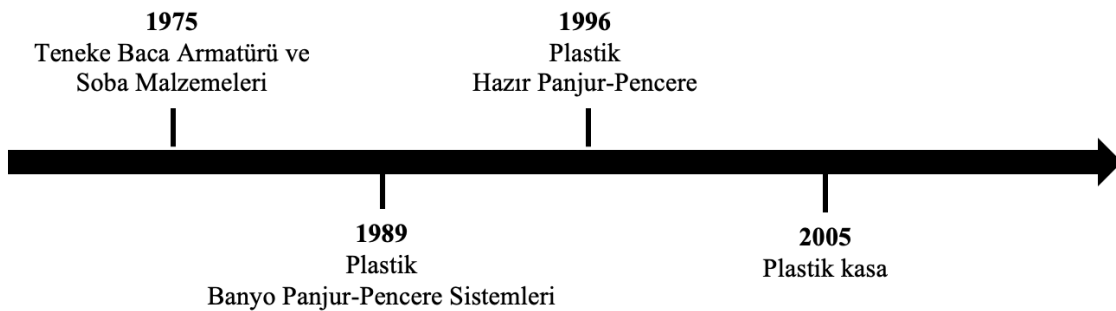 1975
Teneke Baca Armatürü ve
Soba Malzemeleri
1989
Plastik
Banyo Panjur-Pencere Sistemleri
1996
Plastik
Hazır Panjur-Pencere
2005
Plastik kasa